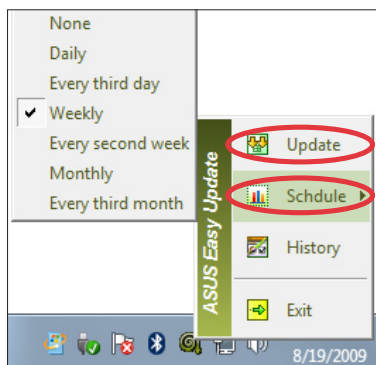 None
Daily
Every third day
Weekly
Every second week
Monthly
Every third month
ASUS Easy Update
Update
Schdule
History
Exit
8/19/2009